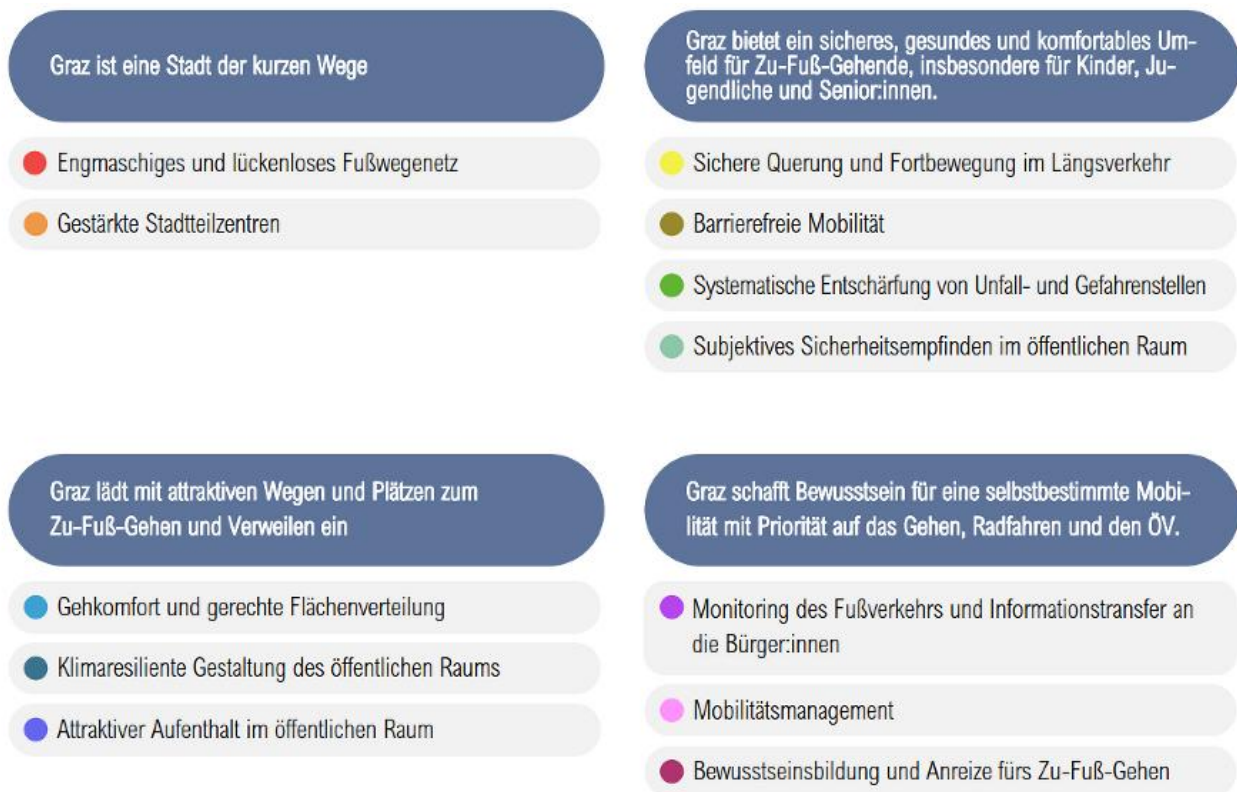 Graz ist eine Stadt der kurzen Wege
Engmaschiges und lückenloses Fußwegenetz
Gestärkte Stadtteilzentren
Graz bietet ein sicheres, gesundes und komfortables Um-
feld für Zu-Fuß-Gehende, insbesondere für Kinder, Ju-
gendliche und Senior:innen.
Sichere Querung und Fortbewegung im Längsverkehr
Barrierefreie Mobilität
Systematische Entschärfung von Unfall- und Gefahrenstellen
Subjektives Sicherheitsempfinden im öffentlichen Raum
Graz lädt mit attraktiven Wegen und Plätzen zum
Zu-Fuß-Gehen und Verweilen ein
Gehkomfort und gerechte Flächenverteilung
Klimaresiliente Gestaltung des öffentlichen Raums
Attraktiver Aufenthalt im öffentlichen Raum
Graz schafft Bewusstsein für eine selbstbestimmte Mobi-
lität mit Priorität auf das Gehen, Radfahren und den ÖV.
Monitoring des Fußverkehrs und Informationstransfer an
die Bürger:innen
Mobilitätsmanagement
Bewusstseinsbildung und Anreize fürs Zu-Fuß-Gehen